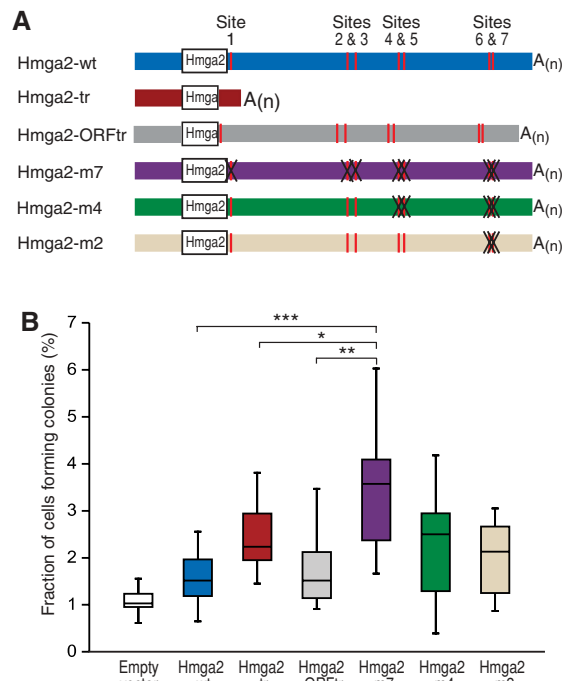 A
Site
1
Sites
2 & 3
Sites
4 & 5
Sites
6 & 7
Hmga2-wt
Hmga2
A(n)
Hmga2-tr
Hmga
A(n)
Hmga2-ORFtr
Hmga
A(n)
Hmga2-m7
Hmga2
A(n)
Hmga2-m4
Hmga2
A(n)
Hmga2-m2
Hmga2
A(n)
B
Fraction of cells forming colonies (%)
7
6
5
4
3
2
1
0
***
*
**
Empty
Hmga2
Hmga2
Hmga2
Hmga2
Hmga2
Hmga2